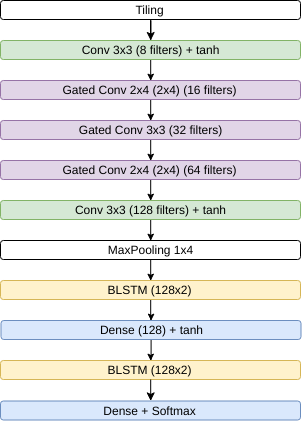 Tiling
Conv 3x3 (8 filters) + tanh
Gated Conv 2x4 (2x4) (16 filters)
Gated Conv 3x3 (32 filters)
Gated Conv 2x4 (2x4) (64 filters)
Conv 3x3 (128 filters) + tanh
MaxPooling 1x4
BLSTM (128x2)
Dense (128) + tanh
BLSTM (128x2)
Dense + Softmax